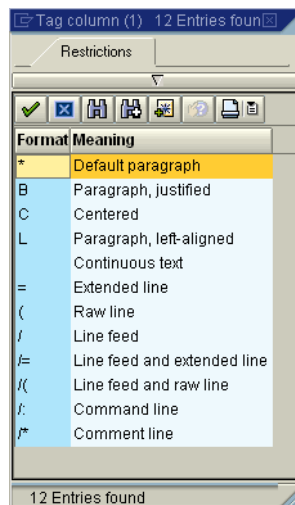 Tag column (1) 12 Entries foun
Restrictions
Format Meaning
* Default paragraph
B Paragraph, justified
C Centered
L Paragraph, left-aligned
Continuous text
= Extended line
( Raw line
/ Line feed
/= Line feed and extended line
/( Line feed and raw line
/: Command line
/* Comment line
12 Entries found